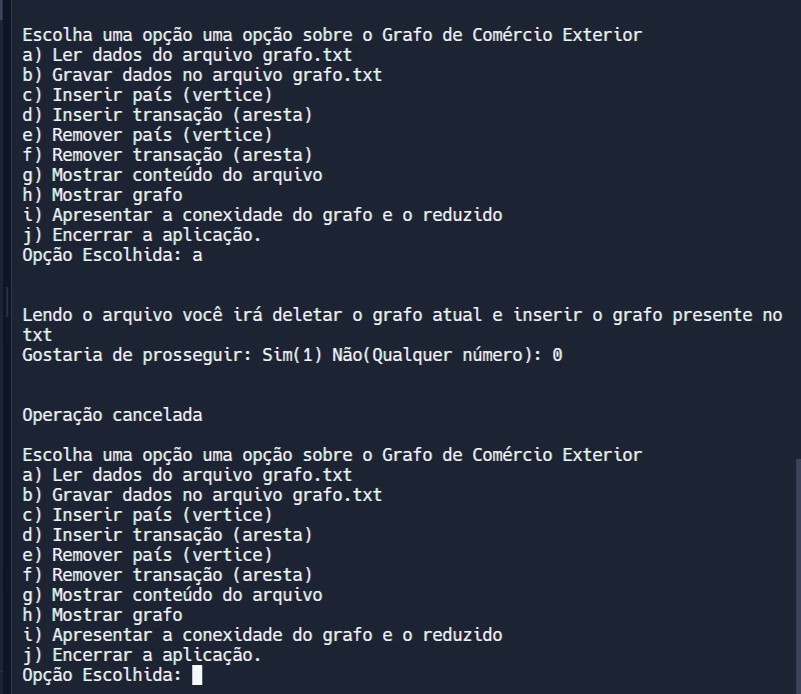 Escolha uma opção uma opção sobre o Grafo de Comércio Exterior
a) Ler dados do arquivo grafo.txt
b) Gravar dados no arquivo grafo.txt
c) Inserir país (vertice)
d) Inserir transação (aresta)
e) Remover país (vertice)
f) Remover transação (aresta)
g) Mostrar conteúdo do arquivo
h) Mostrar grafo
i) Apresentar a conexidade do grafo e o reduzido
j) Encerrar a aplicação.
Opção Escolhida: a
Lendo o arquivo você irá deletar o grafo atual e inserir o grafo presente no
txt
Gostaria de prosseguir: Sim(1) Não(Qualquer número): 0
Operação cancelada
Escolha uma opção uma opção sobre o Grafo de Comércio Exterior
a) Ler dados do arquivo grafo.txt
b) Gravar dados no arquivo grafo.txt
c) Inserir país (vertice)
d) Inserir transação (aresta)
e) Remover país (vertice)
f) Remover transação (aresta)
g) Mostrar conteúdo do arquivo
h) Mostrar grafo
i) Apresentar a conexidade do grafo e o reduzido
j) Encerrar a aplicação.
Opção Escolhida: